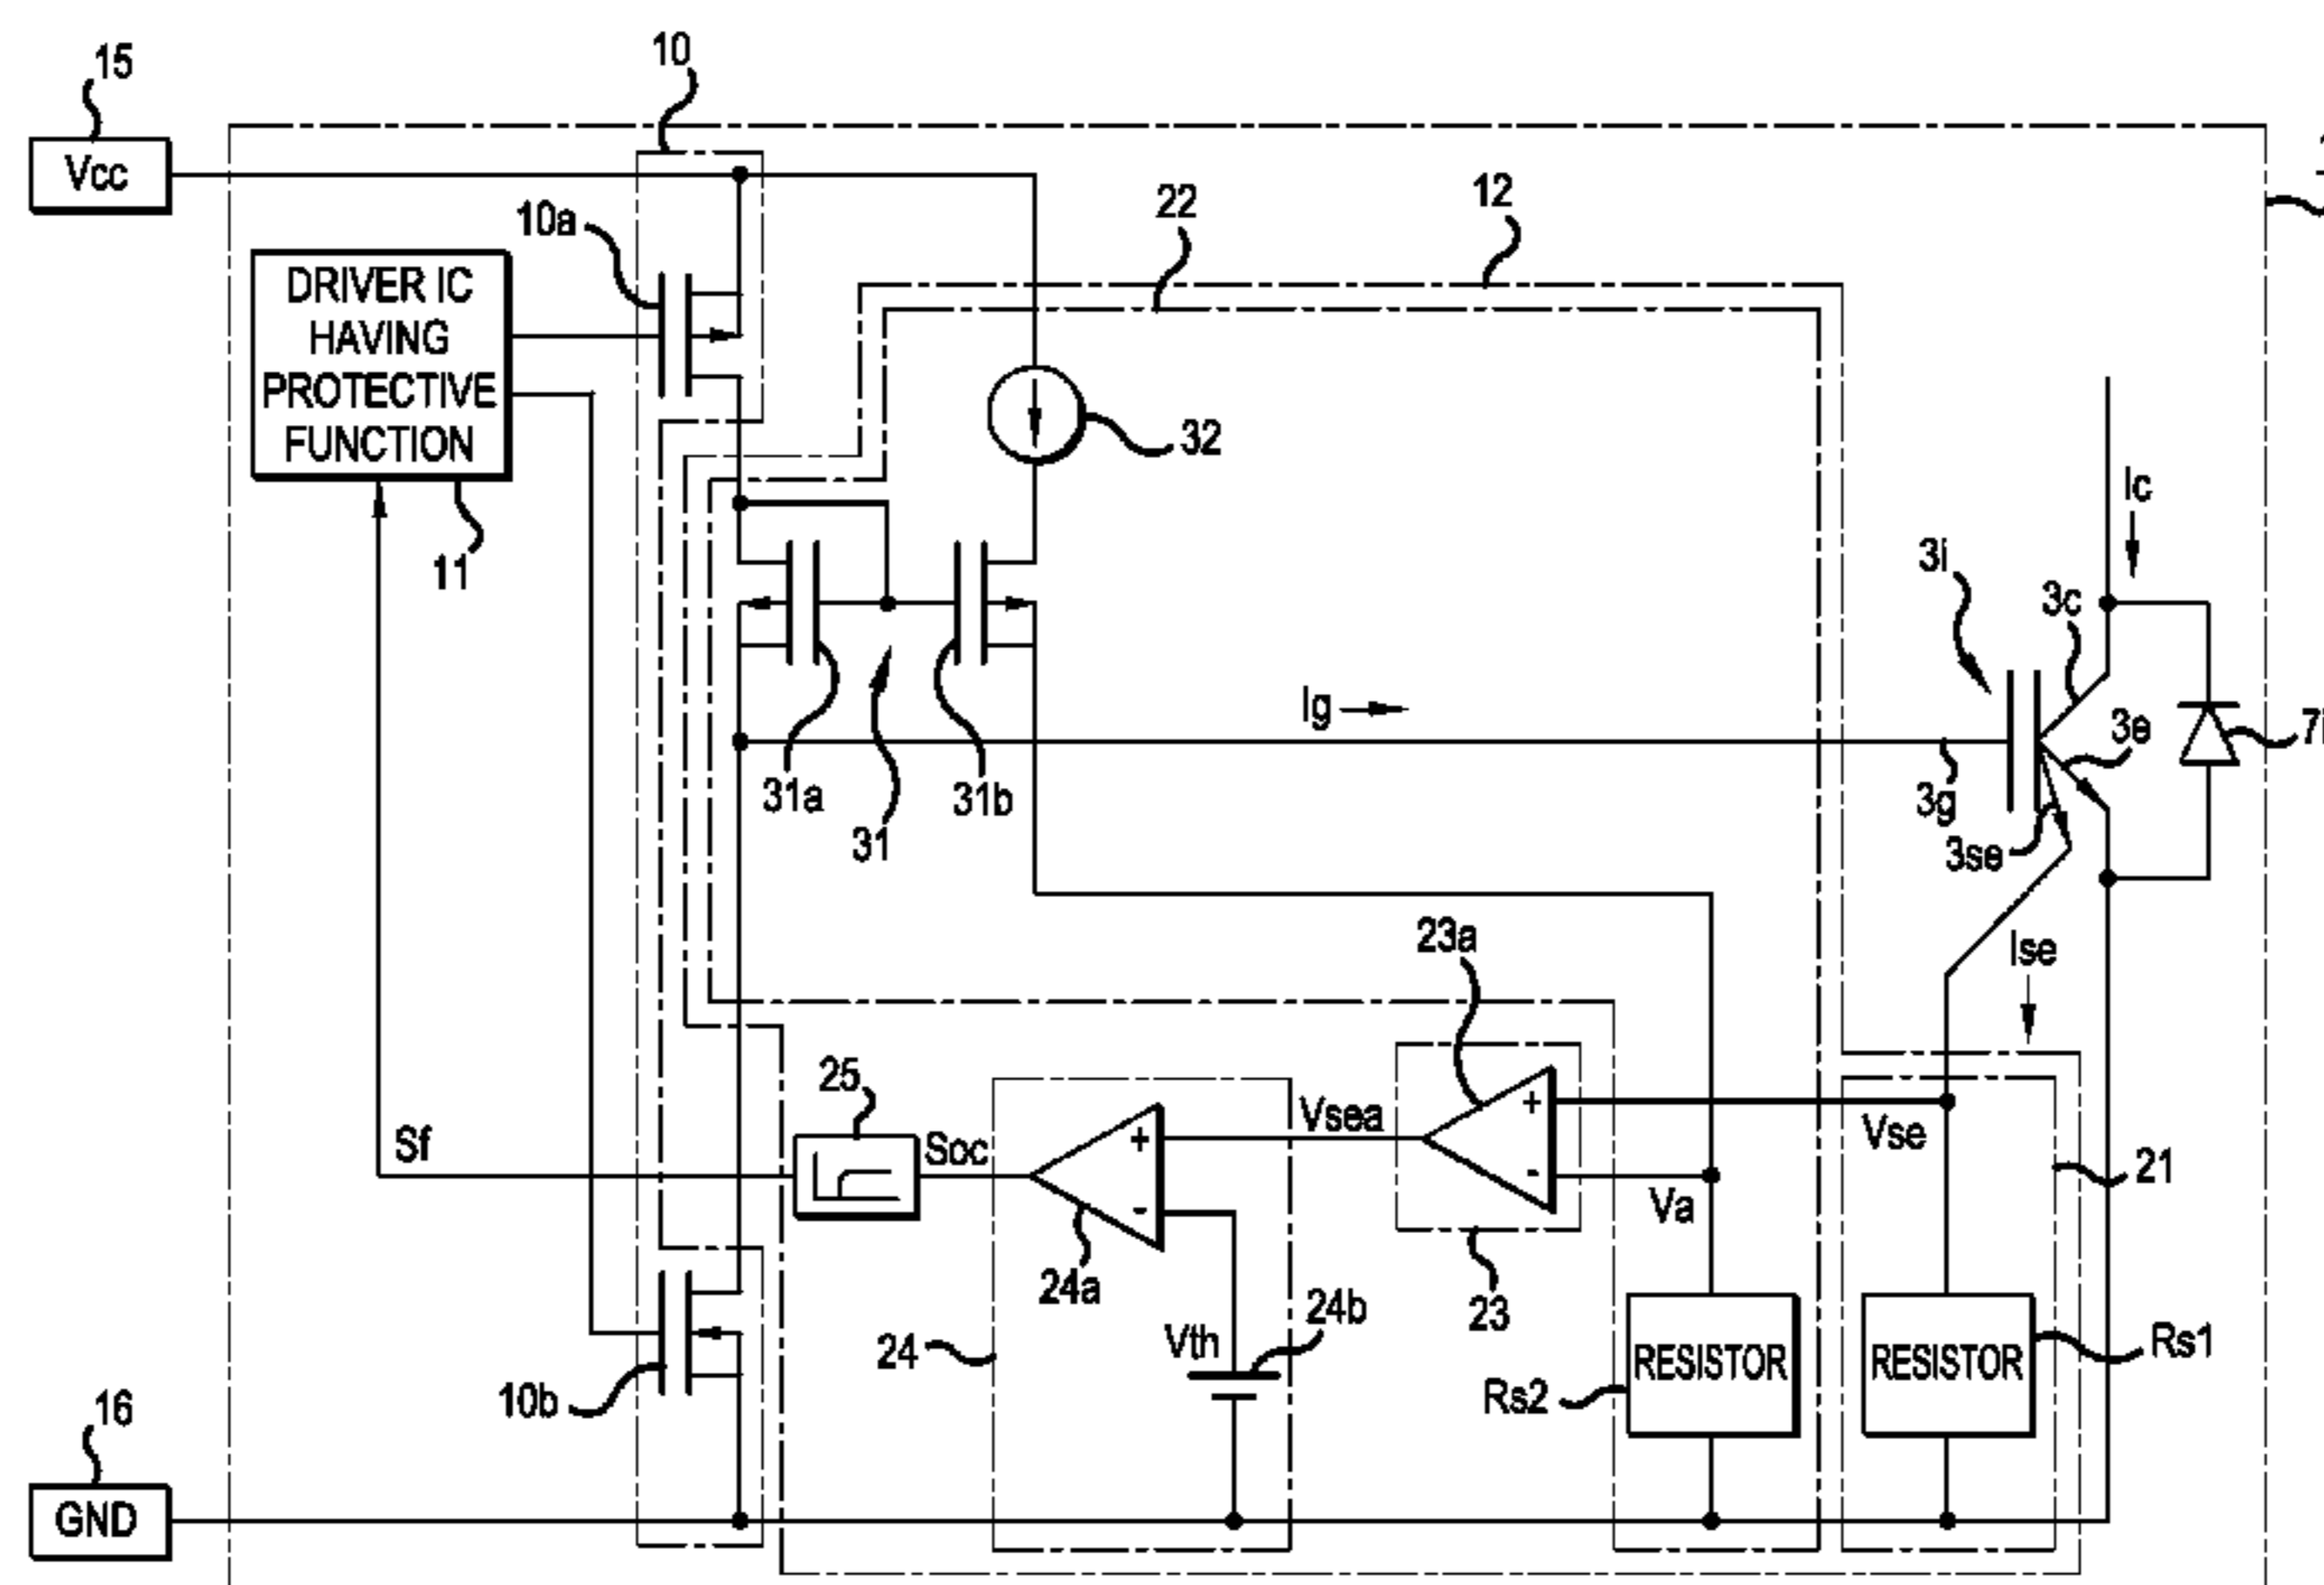 15
10
Vcc
10a
22
12
DRIVER IC
HAVING
PROTECTIVE
FUNCTION
32
Ic
11
3i
3c
Ig
3e
31a
31b
31
3g
3se
23a
Ise
25
Vsea
Vse
Sf
Soc
+
+
-
-
Va
21
24a
23
24b
Vth
24
RESISTOR
RESISTOR
Rs1
Rs2
10b
16
GND